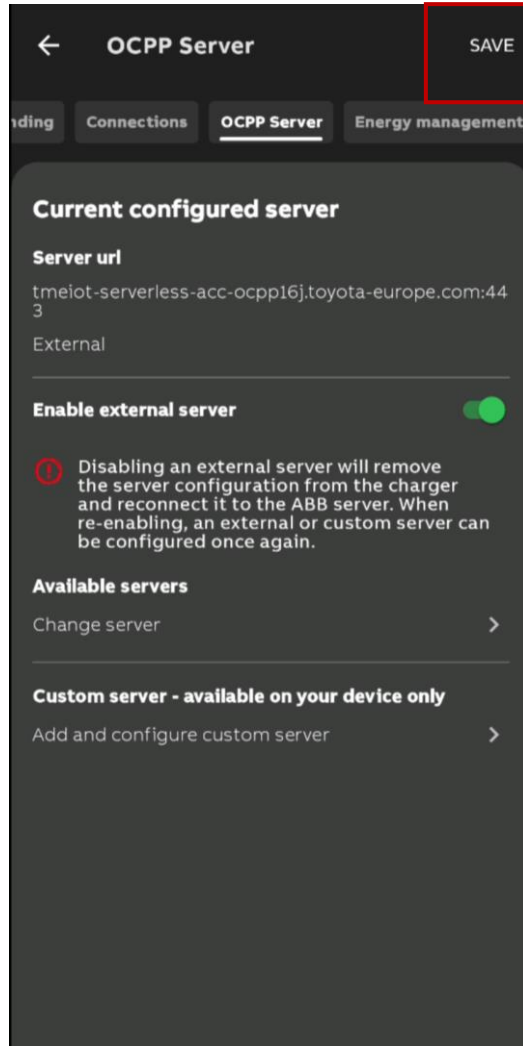 OCPP Server
SAVE
nding
Connections
OCPP Server
Energy management
Current configured server
Server url
tmeiot-serverless-acc-ocpp16j.toyota-europe.com:44
3
External
Enable external server
Disabling an external server will remove
the server configuration from the charger
and reconnect it to the ABB server. When
re-enabling, an external or custom server can
be configured once again.
Available servers
Change server
Custom server - available on your device only
Add and configure custom server